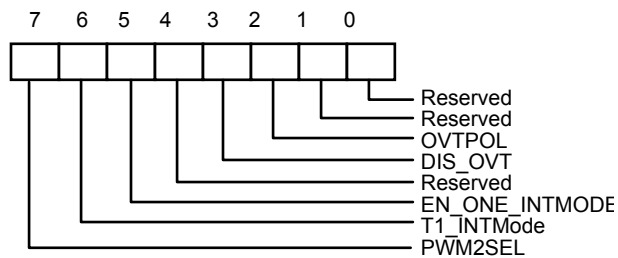 7 6 5 4 3 2 1 0
Reserved
Reserved
OVTPOL
DIS_OVT
Reserved
EN_ONE_INTMODE
T1_INTMode
PWM2SEL